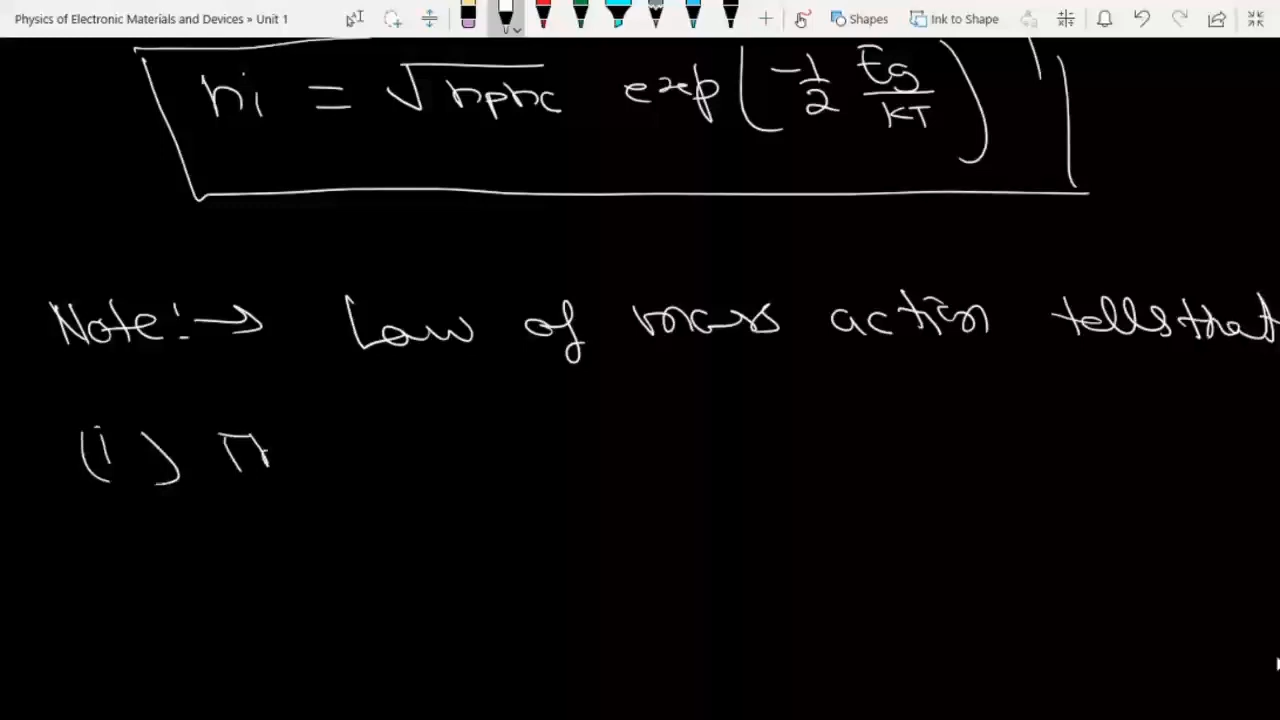 Physics of Electronic Materials and Devices » Unit 1
Shapes
Ink to Shape
ni = √npnc exp(-1/2 Eg/KT)
Note:→ Law of mass action tells that
(i) n